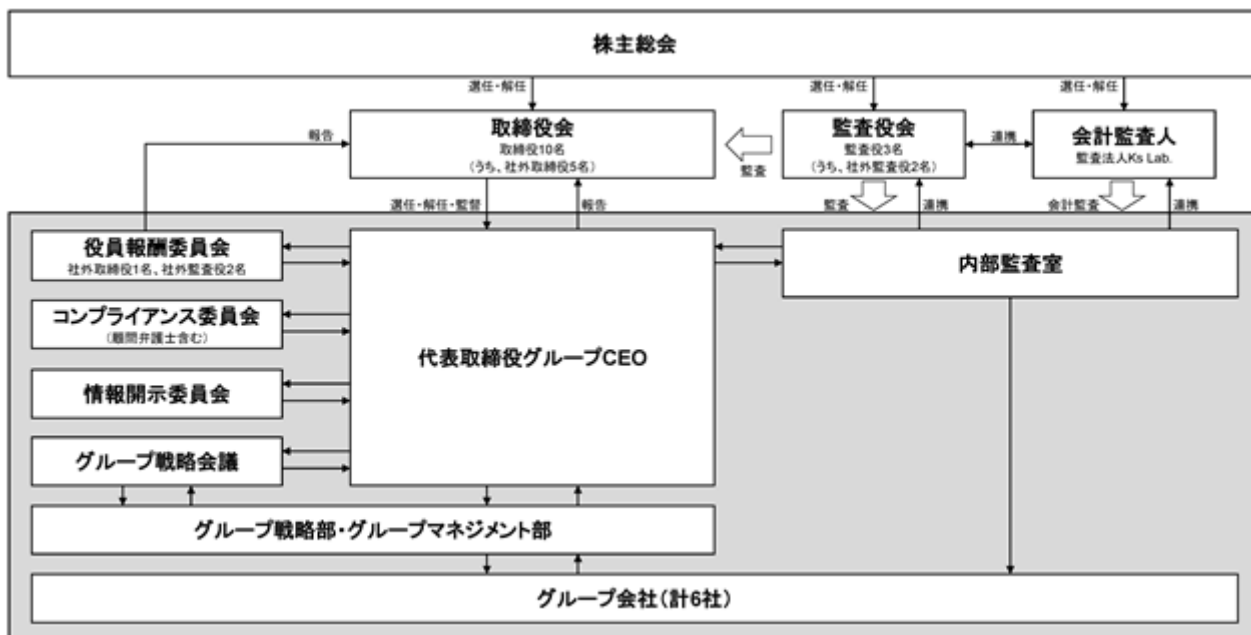 株主総会
選任・解任
選任・解任
選任・解任
報告
取締役会
取締役10名
(うち、社外取締役5名)
監査
監査役会
監査役3名
(うち、社外監査役2名)
連携
会計監査人
監査法人Ks Lab.
選任・解任・監督
報告
監査
連携
会計監査
連携
役員報酬委員会
社外取締役1名、社外監査役2名
コンプライアンス委員会
(顧問弁護士含む)
情報開示委員会
グループ戦略会議
代表取締役グループCEO
内部監査室
グループ戦略部・グループマネジメント部
グループ会社(計6社)